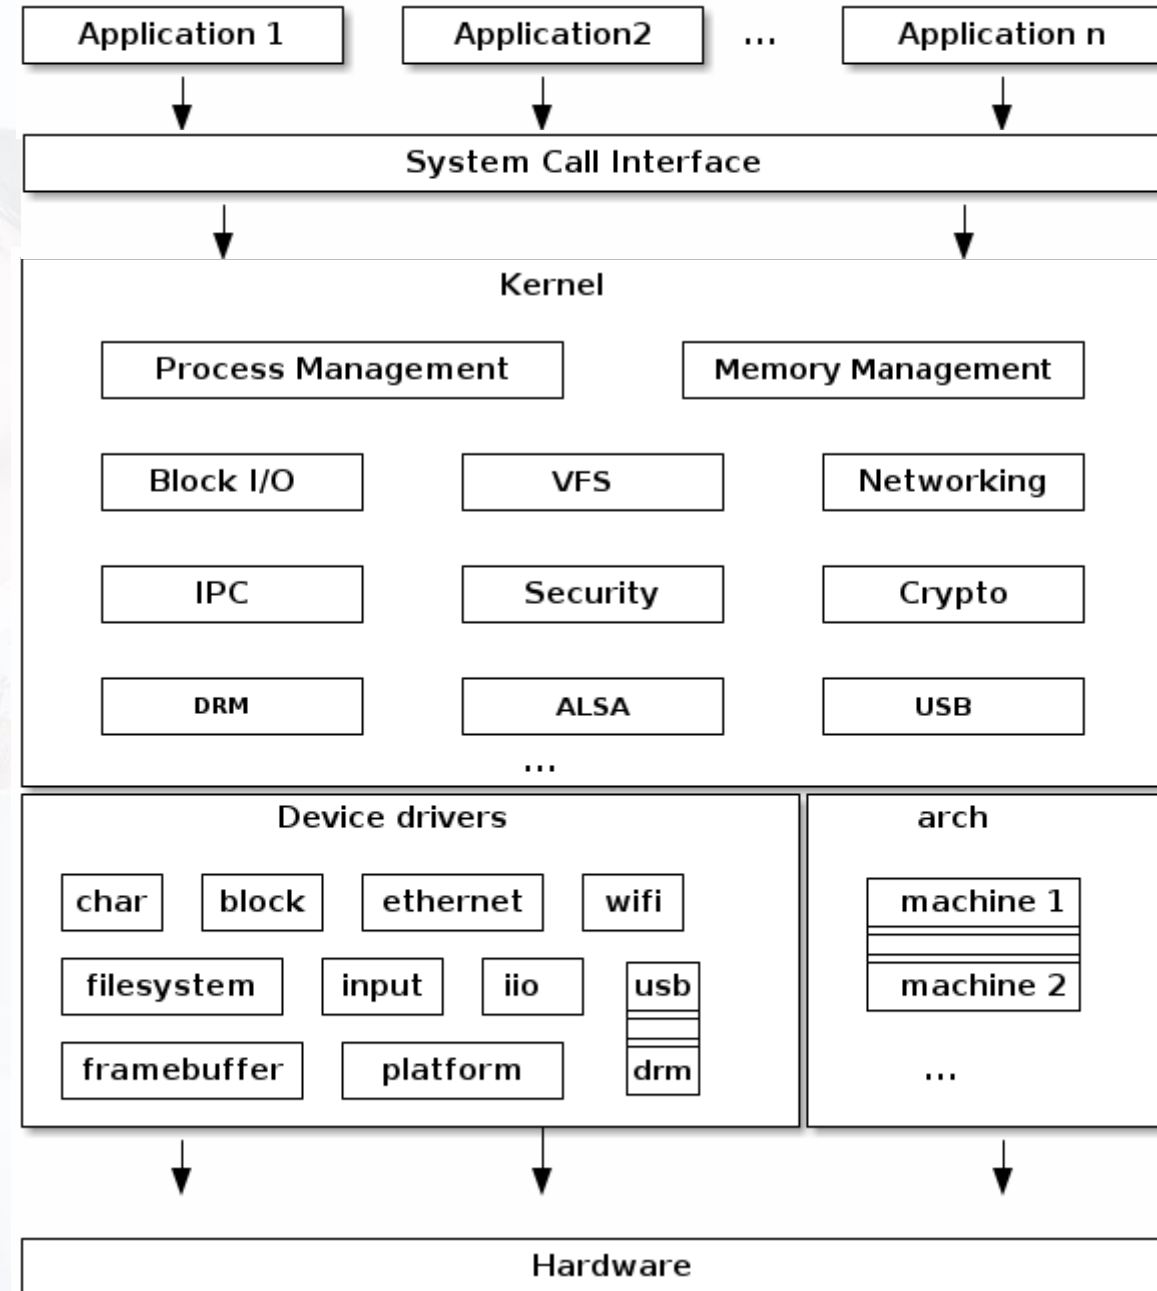 Application 1 Application2 ... Application n
System Call Interface
Kernel
Process Management Memory Management
Block I/O VFS Networking
IPC Security Crypto
DRM ALSA USB
...
Device drivers arch
char block ethernet wifi machine 1
filesystem input iio usb machine 2
framebuffer platform drm ...
Hardware